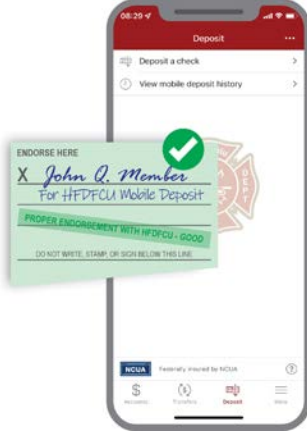 08:29
Deposit
Deposit a check
View mobile deposit history
ENDORSE HERE
X John Q. Member
For HFDFCU Mobile Deposit
PROPER ENDORSEMENT WITH HFDFCU - GOOD
DO NOT WRITE, STAMP, OR SIGN BELOW THIS LINE
DEPT
NCUA Federally insured by NCUA
Transfers Deposit Menu